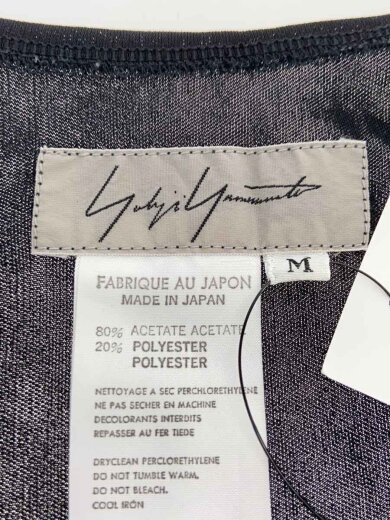 Yohji Yamamoto
M
FABRIQUE AU JAPON
MADE IN JAPAN
80% ACETATE ACETATE
20% POLYESTER
POLYESTER
NETTOYAGE A SEC PERCHLORETHYLENE
NE PAS SECHER EN MACHINE
DECOLORANTS INTERDITS
REPASSER AU FER TIEDE
DRYCLEAN PERCLORETHYLENE
DO NOT TUMBLE WARM,
DO NOT BLEACH.
COOL IRON